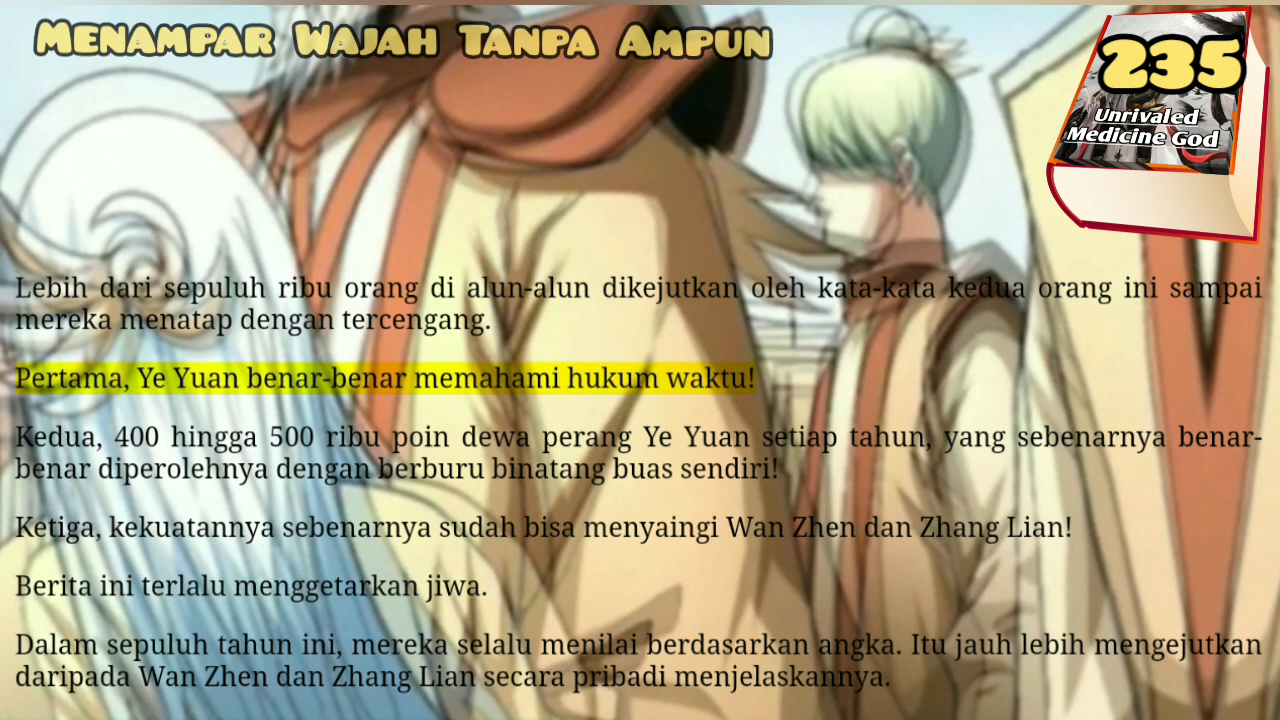 Menampar Wajah Tanpa Ampun
235
Unrivaled
Medicine God
Lebih dari sepuluh ribu orang di alun-alun dikejutkan oleh kata-kata kedua orang ini sampai
mereka menatap dengan tercengang.
Pertama, Ye Yuan benar-benar memahami hukum waktu!
Kedua, 400 hingga 500 ribu poin dewa perang Ye Yuan setiap tahun, yang sebenarnya benar-
benar diperolehnya dengan berburu binatang buas sendiri!
Ketiga, kekuatannya sebenarnya sudah bisa menyaingi Wan Zhen dan Zhang Lian!
Berita ini terlalu menggetarkan jiwa.
Dalam sepuluh tahun ini, mereka selalu menilai berdasarkan angka. Itu jauh lebih mengejutkan
daripada Wan Zhen dan Zhang Lian secara pribadi menjelaskannya.